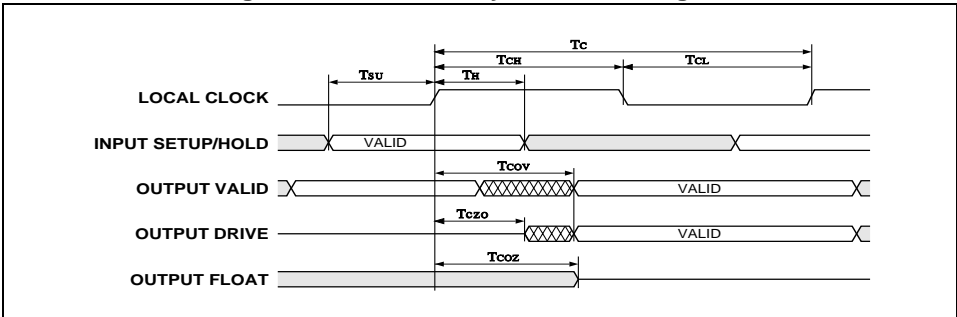 Tc
TCH TCL
TSU TH
LOCAL CLOCK
INPUT SETUP/HOLD VALID
Tcov
OUTPUT VALID VALID
Tczo
OUTPUT DRIVE VALID
Tcoz
OUTPUT FLOAT